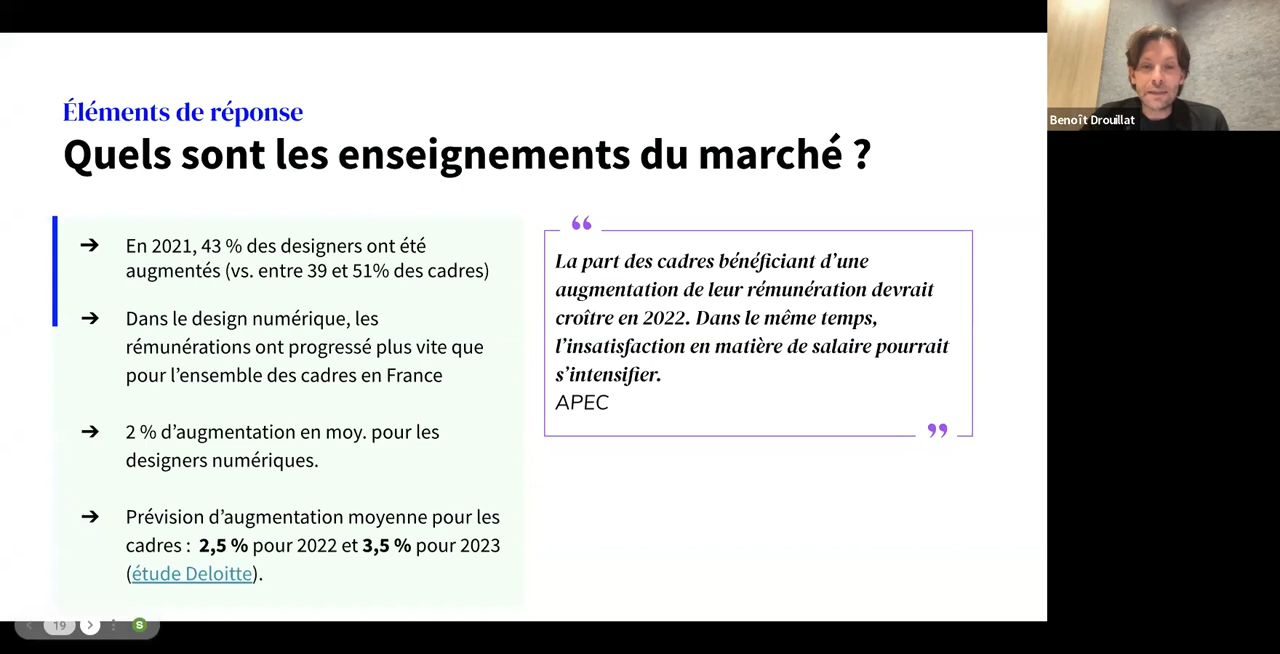 Éléments de réponse
Quels sont les enseignements du marché ?
➔ En 2021, 43 % des designers ont été
augmentés (vs. entre 39 et 51% des cadres)
➔ Dans le design numérique, les
rémunérations ont progressé plus vite que
pour l’ensemble des cadres en France
➔ 2 % d’augmentation en moy. pour les
designers numériques.
➔ Prévision d’augmentation moyenne pour les
cadres : 2,5 % pour 2022 et 3,5 % pour 2023
(étude Deloitte).
“
La part des cadres bénéficiant d’une
augmentation de leur rémunération devrait
croître en 2022. Dans le même temps,
l’insatisfaction en matière de salaire pourrait
s’intensifier.
APEC
”
Benoît Drouillat
19
S